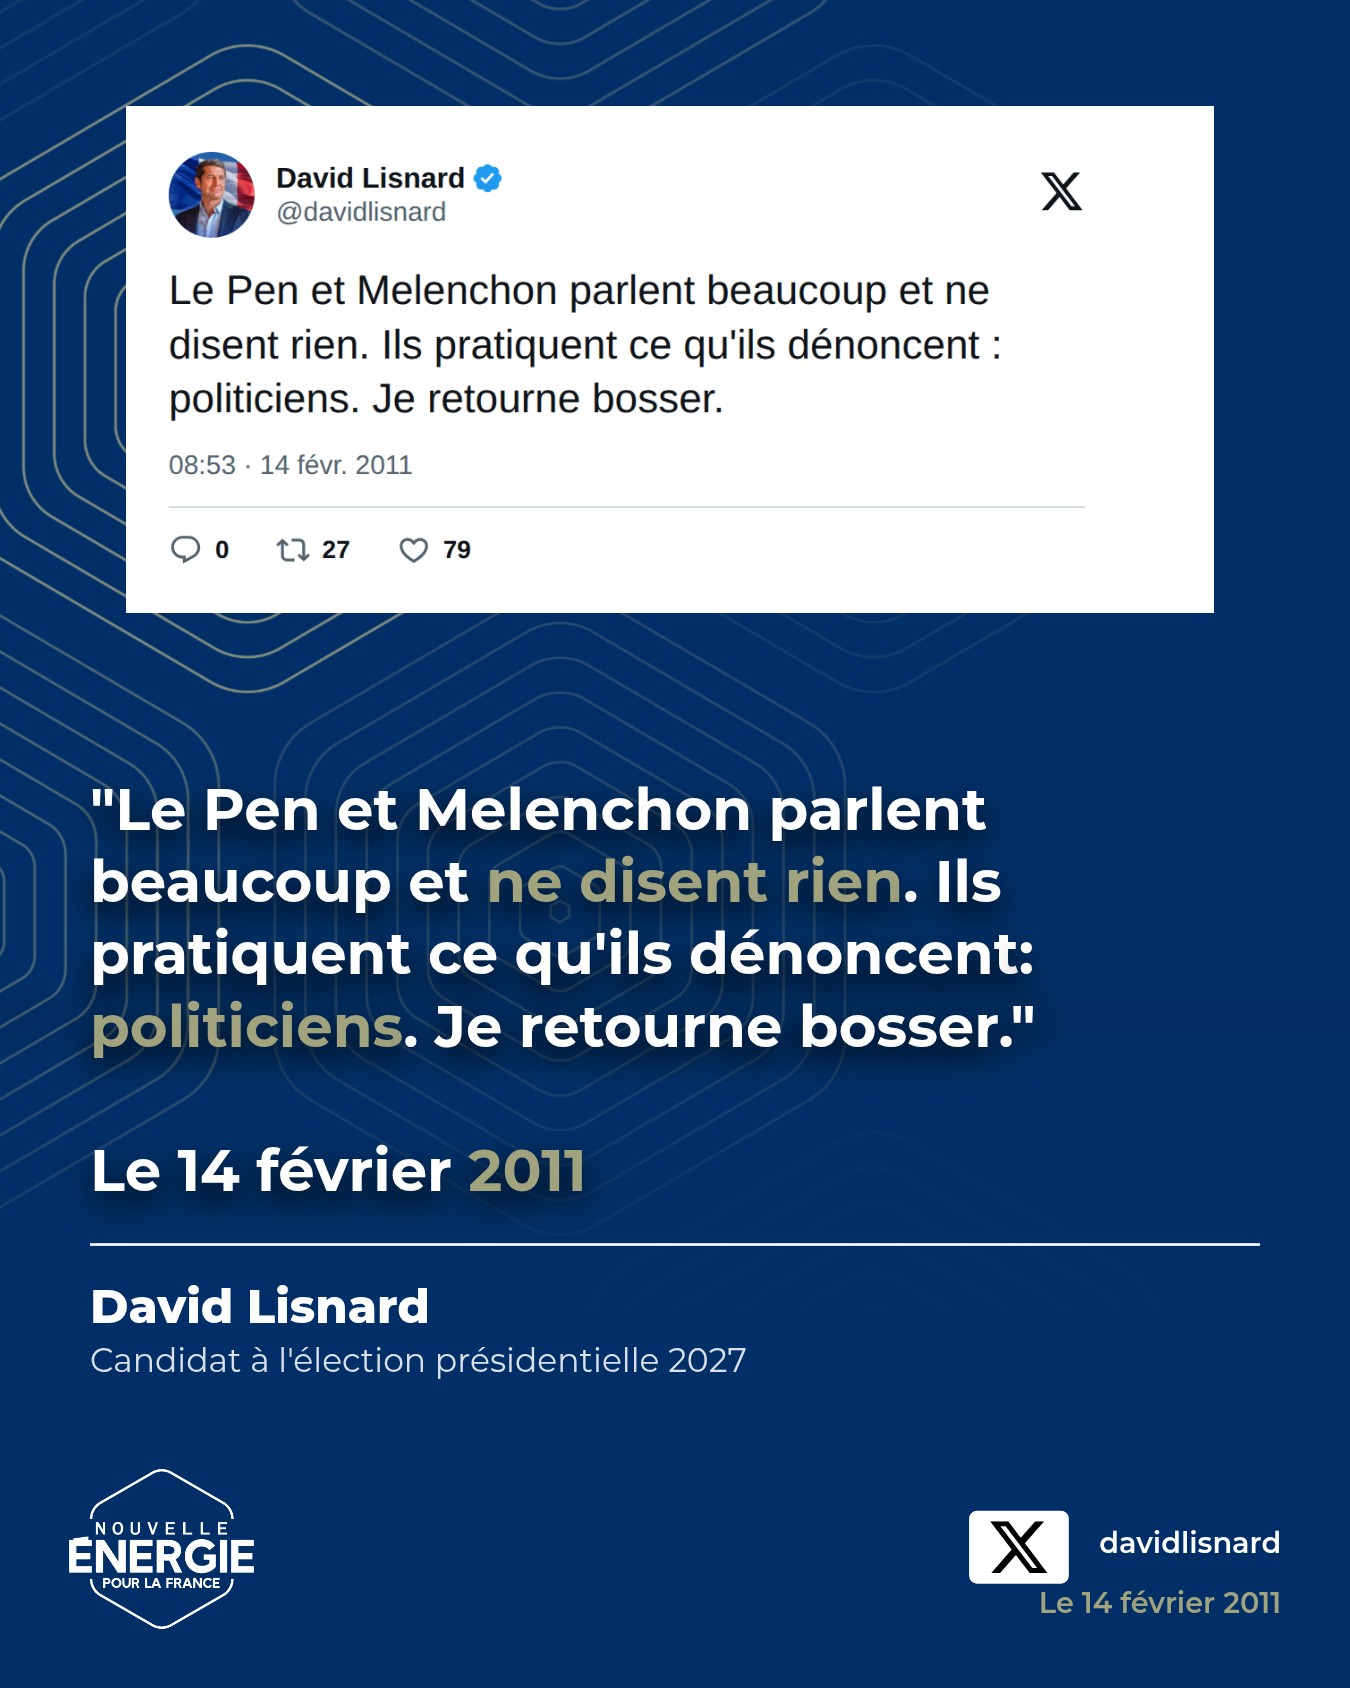 David Lisnard
@davidlisnard
Le Pen et Melenchon parlent beaucoup et ne
disent rien. Ils pratiquent ce qu'ils dénoncent :
politiciens. Je retourne bosser.
08:53 · 14 févr. 2011
0 27 79
"Le Pen et Melenchon parlent
beaucoup et ne disent rien. Ils
pratiquent ce qu'ils dénoncent:
politiciens. Je retourne bosser."
Le 14 février 2011
David Lisnard
Candidat à l'élection présidentielle 2027
NOUVELLE
ÉNERGIE
POUR LA FRANCE
davidlisnard
Le 14 février 2011